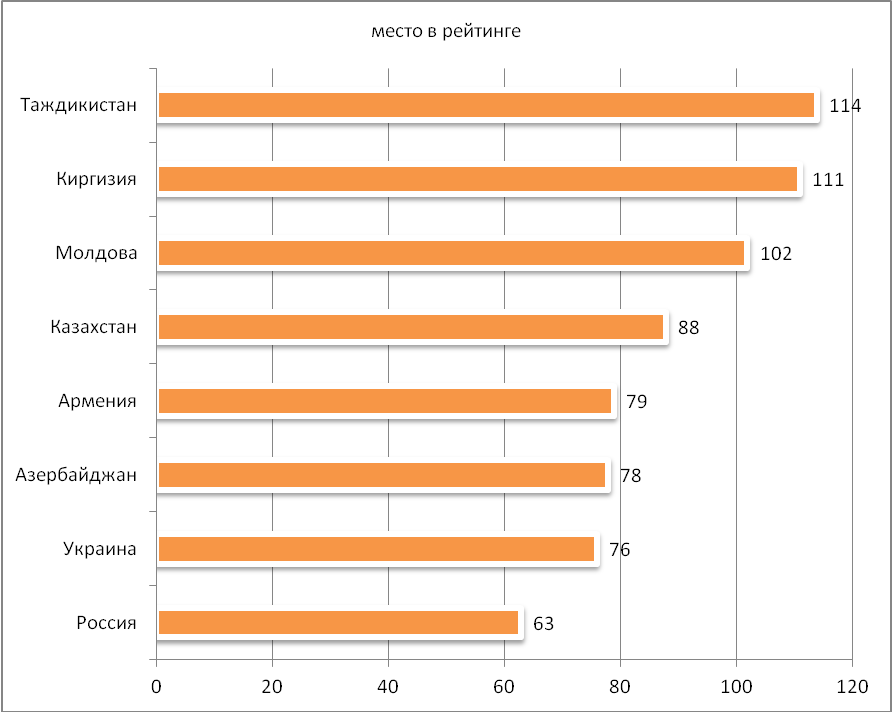 место в рейтинге
Таждикистан 114
Киргизия 111
Молдова 102
Казахстан 88
Армения 79
Азербайджан 78
Украина 76
Россия 63
0 20 40 60 80 100 120